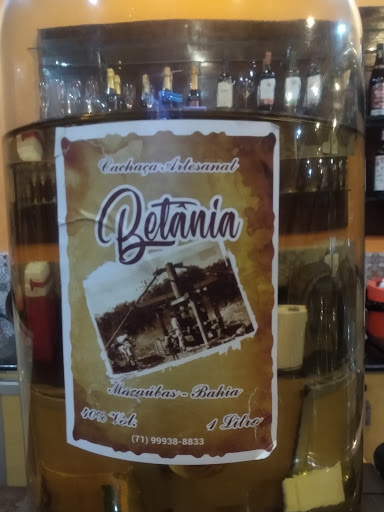 Cachaça Artesanal
Betânia
Macaúbas - Bahia
40% Vol.
1 Litro
(71) 99938-8833